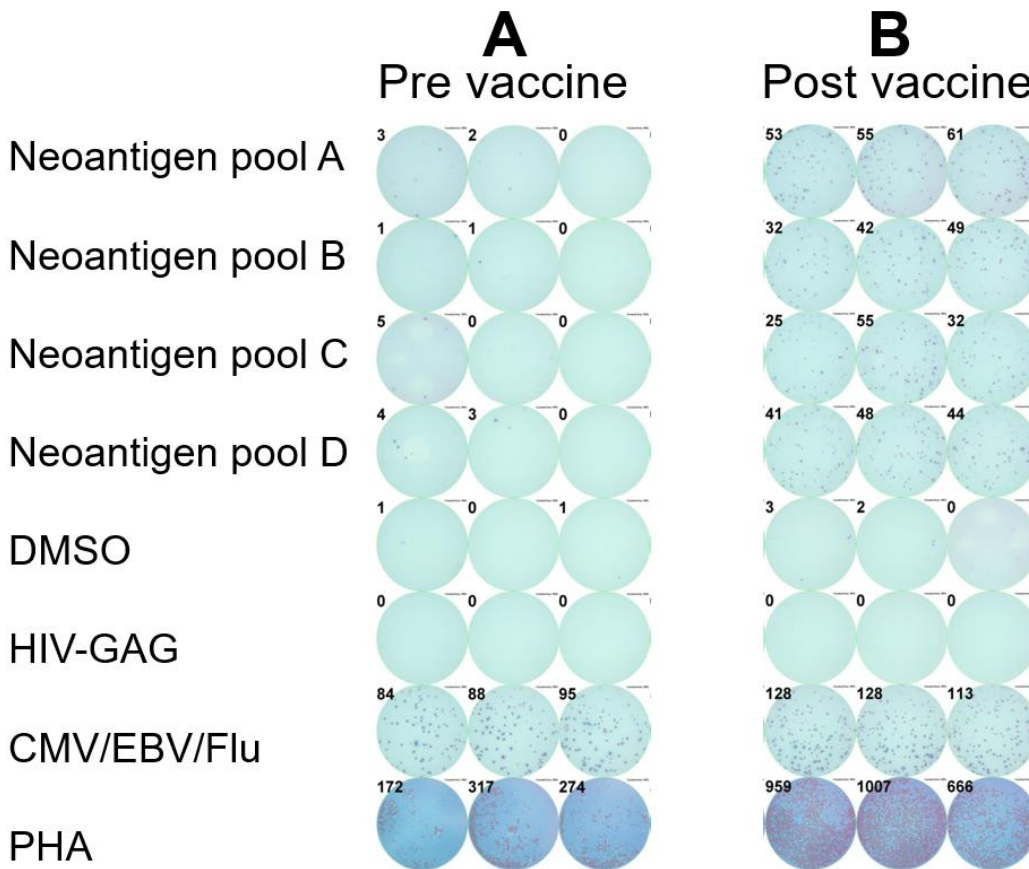 A B
Pre vaccine Post vaccine
Neoantigen pool A 3 2 0 53 55 61
Neoantigen pool B 1 1 0 32 42 49
Neoantigen pool C 5 0 0 25 55 32
Neoantigen pool D 4 3 0 41 48 44
DMSO 1 0 1 3 2 0
HIV-GAG 0 0 0 0 0 0
CMV/EBV/Flu 84 88 95 128 128 113
PHA 172 317 274 959 1007 666